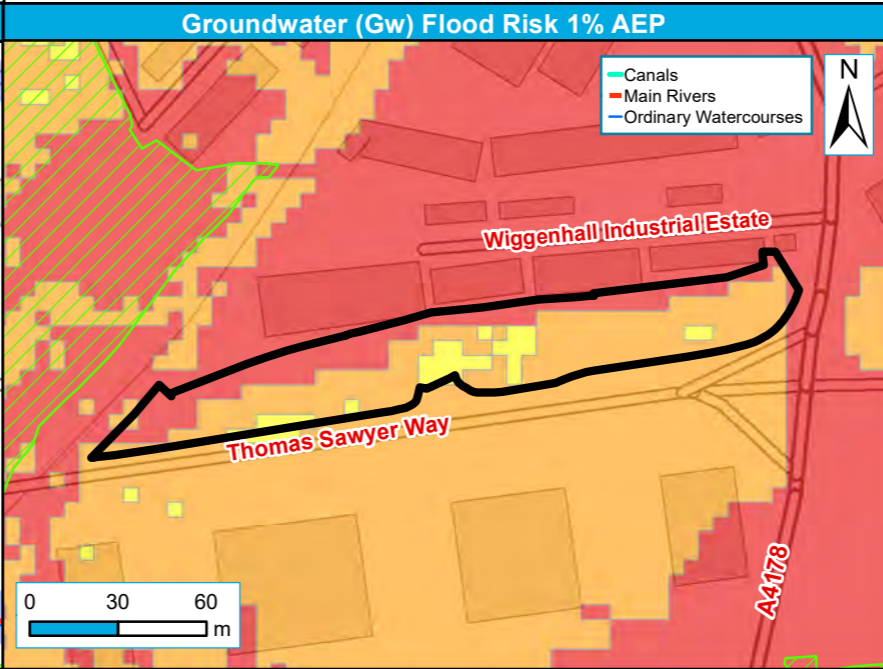 Groundwater (Gw) Flood Risk 1% AEP
Canals
Main Rivers
Ordinary Watercourses
N
Wiggenhall Industrial Estate
Thomas Sawyer Way
A4178
0 30 60
m